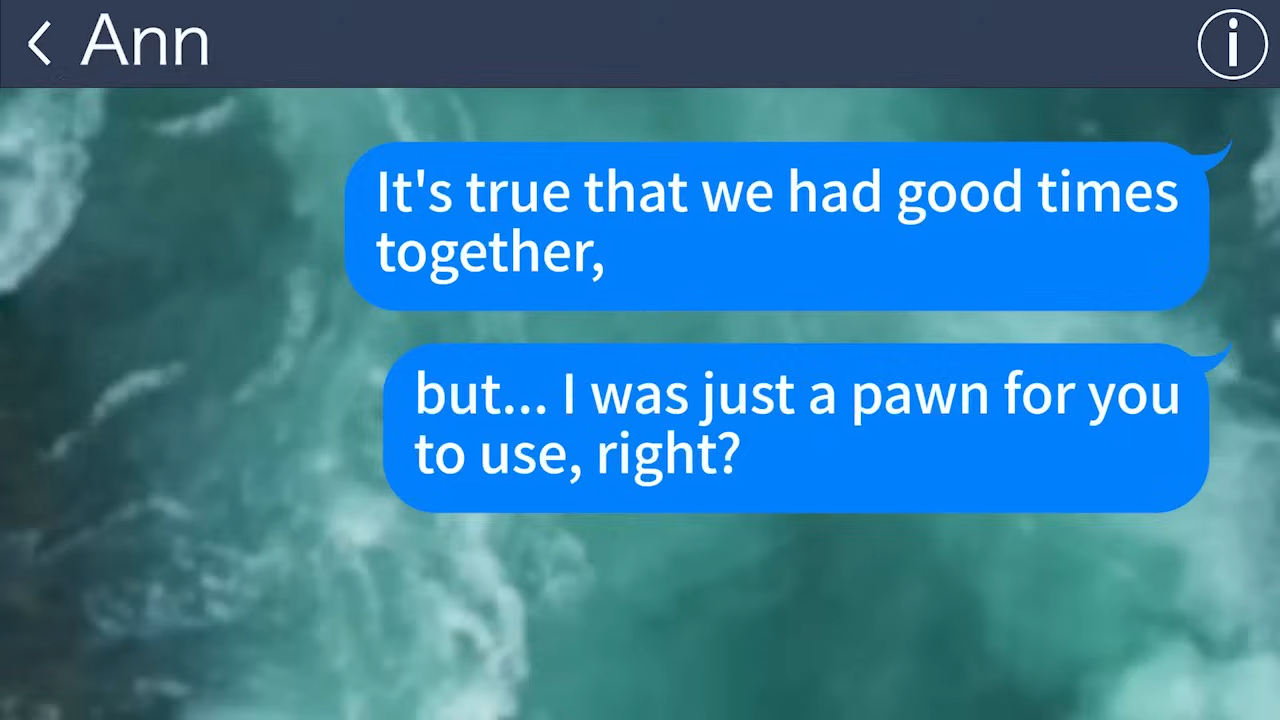 Ann
It's true that we had good times
together,
but... I was just a pawn for you
to use, right?